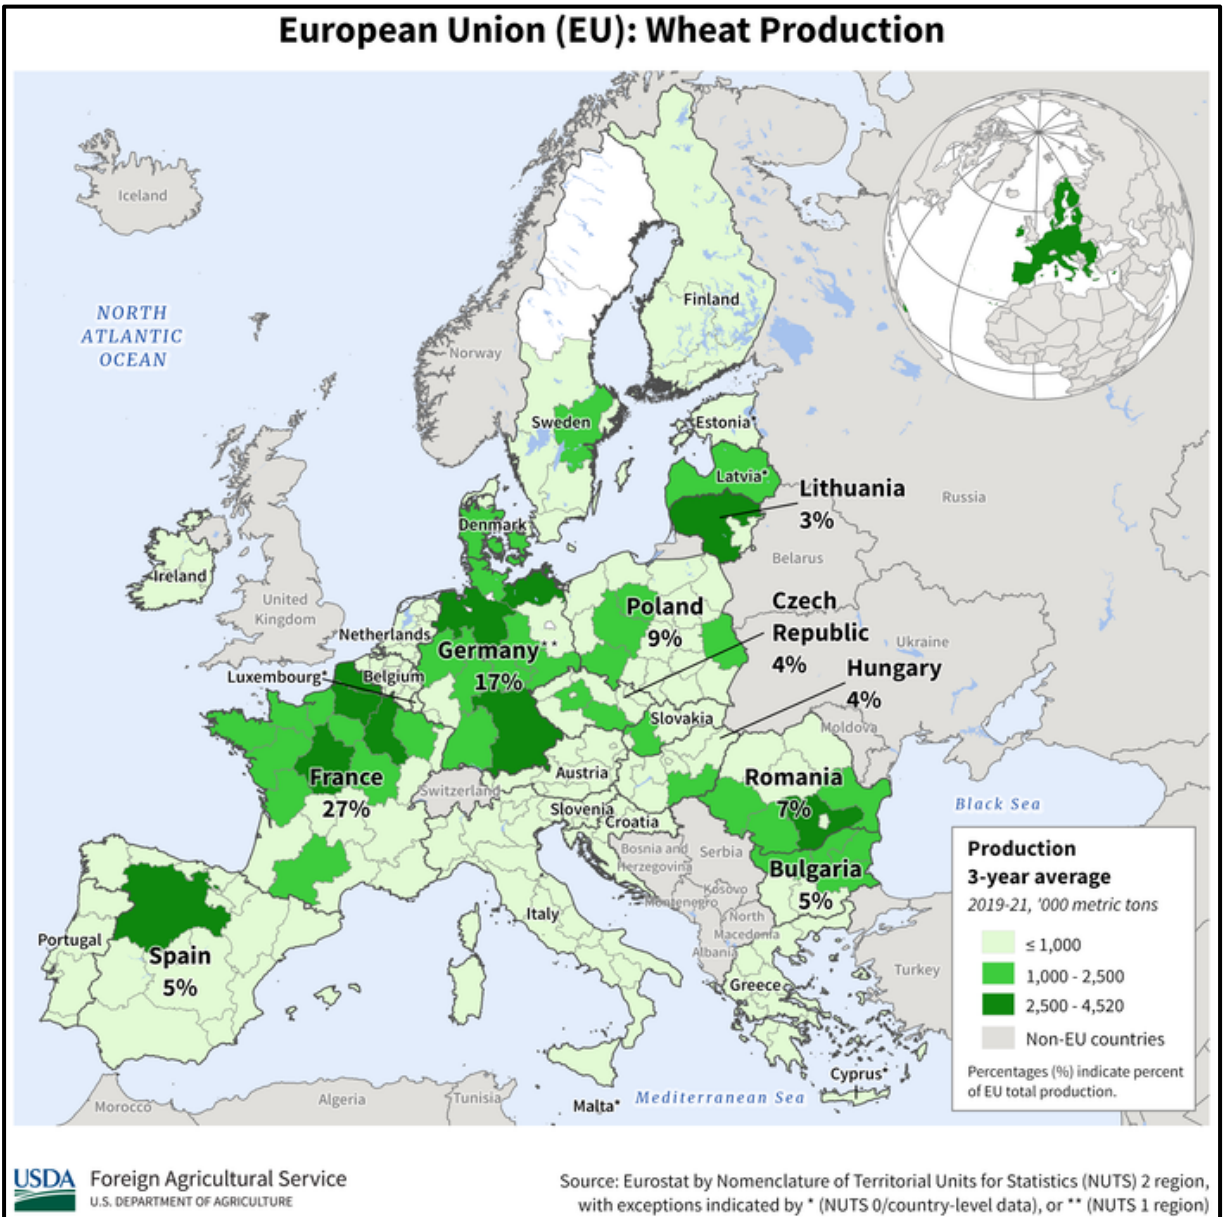 European Union (EU): Wheat Production
Iceland
NORTH
ATLANTIC
OCEAN
Norway
Finland
Sweden
Estonia*
Latvia*
Lithuania
3%
Russia
Denmark
Belarus
Ireland
United
Kingdom
Netherlands
Poland
9%
Czech
Republic
4%
Ukraine
Germany**
17%
Hungary
4%
Luxembourg*
Belgium
Slovakia
Moldova
France
27%
Switzerland
Austria
Romania
7%
Slovenia
Croatia
Black Sea
Bosnia and
Herzegovina
Serbia
Bulgaria
5%
Kosovo
Montenegro
North
Macedonia
Albania
Italy
Portugal
Spain
5%
Greece
Turkey
Cyprus*
Malta*
Mediterranean Sea
Morocco
Algeria
Tunisia
Production
3-year average
2019-21, '000 metric tons
≤ 1,000
1,000 - 2,500
2,500 - 4,520
Non-EU countries
Percentages (%) indicate percent
of EU total production.
USDA
Foreign Agricultural Service
U.S. DEPARTMENT OF AGRICULTURE
Source: Eurostat by Nomenclature of Territorial Units for Statistics (NUTS) 2 region,
with exceptions indicated by * (NUTS 0/country-level data), or ** (NUTS 1 region)